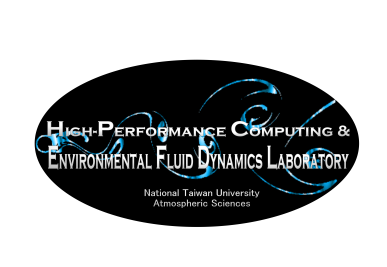 HIGH-PERFORMANCE COMPUTING &
ENVIRONMENTAL FLUID DYNAMICS LABORATORY
National Taiwan University
Atmospheric Sciences